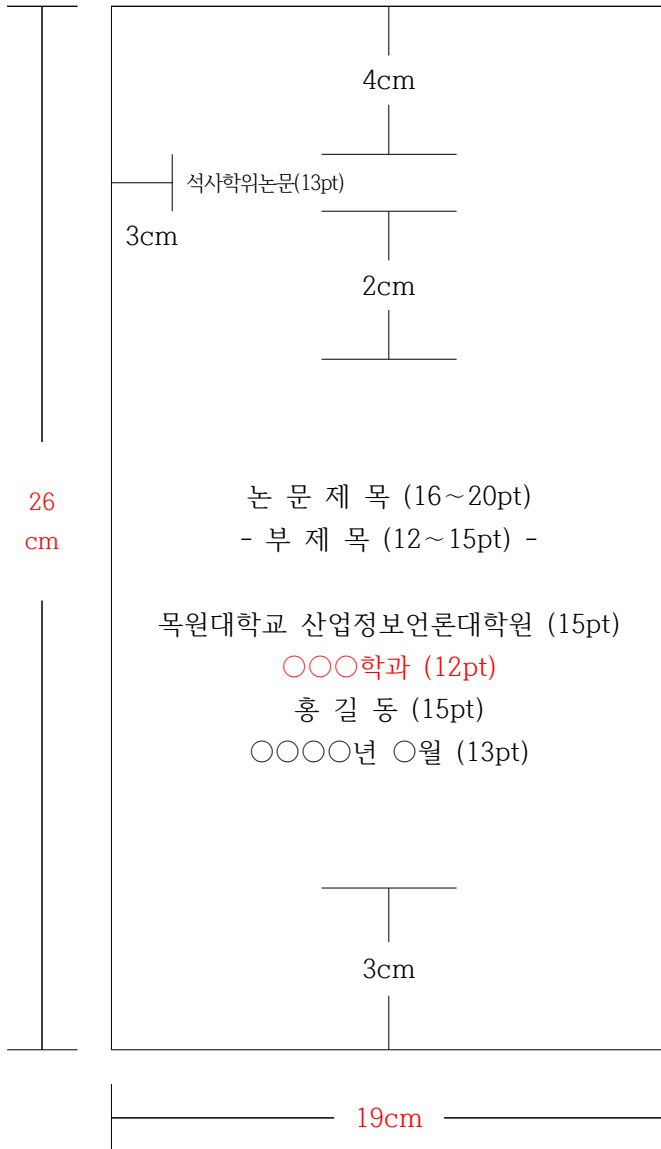 4cm
석사학위논문(13pt)
3cm
2cm
26
cm
논 문 제 목 (16~20pt)
- 부 제 목 (12~15pt) -
목원대학교 산업정보언론대학원 (15pt)
○○○학과 (12pt)
홍 길 동 (15pt)
○○○○년 ○월 (13pt)
3cm
19cm